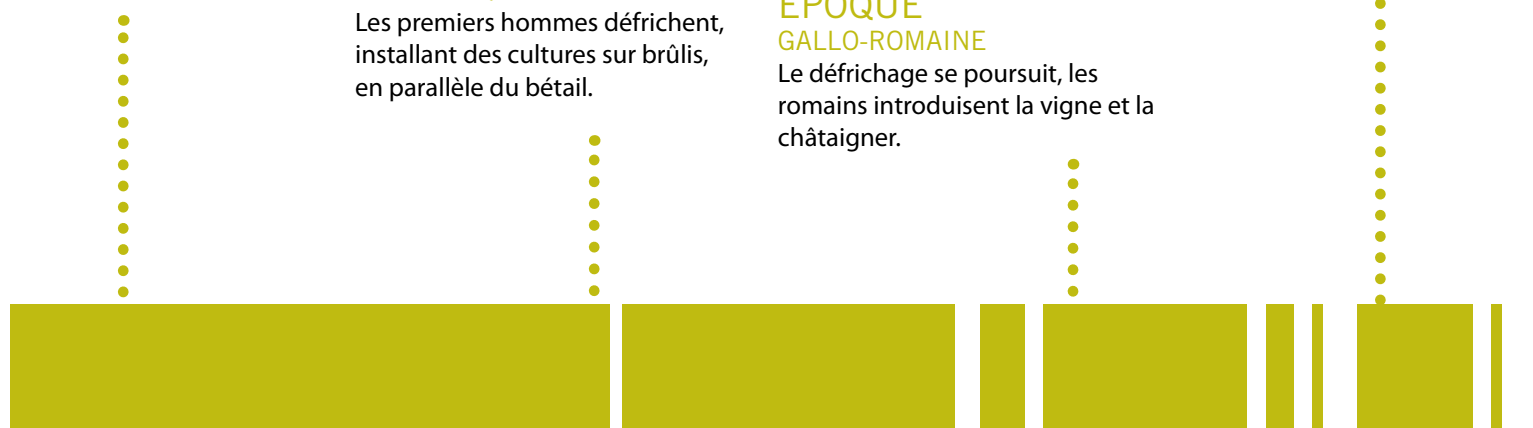 Les premiers hommes défrichent,
installant des cultures sur brûlis,
en parallèle du bétail.
ÉPOQUE
GALLO-ROMAINE
Le défrichage se poursuit, les
romains introduisent la vigne et la
châtaigner.